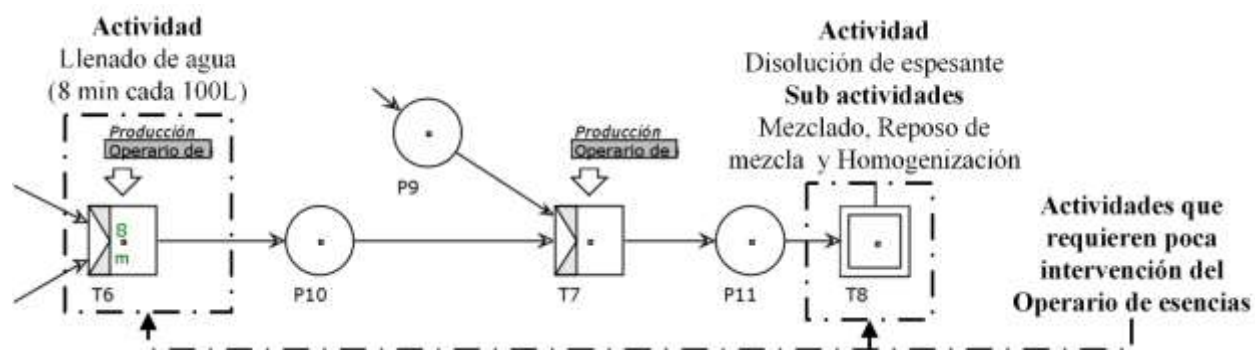 Actividad
Llenado de agua
(8 min cada 100L)
Producción
Operario de
8
m
T6
P10
P9
Producción
Operario de
T7
P11
Actividad
Disolución de espesante
Sub actividades
Mezclado, Reposo de
mezcla y Homogenización
T8
Actividades que
requieren poca
intervención del
Operario de esencias